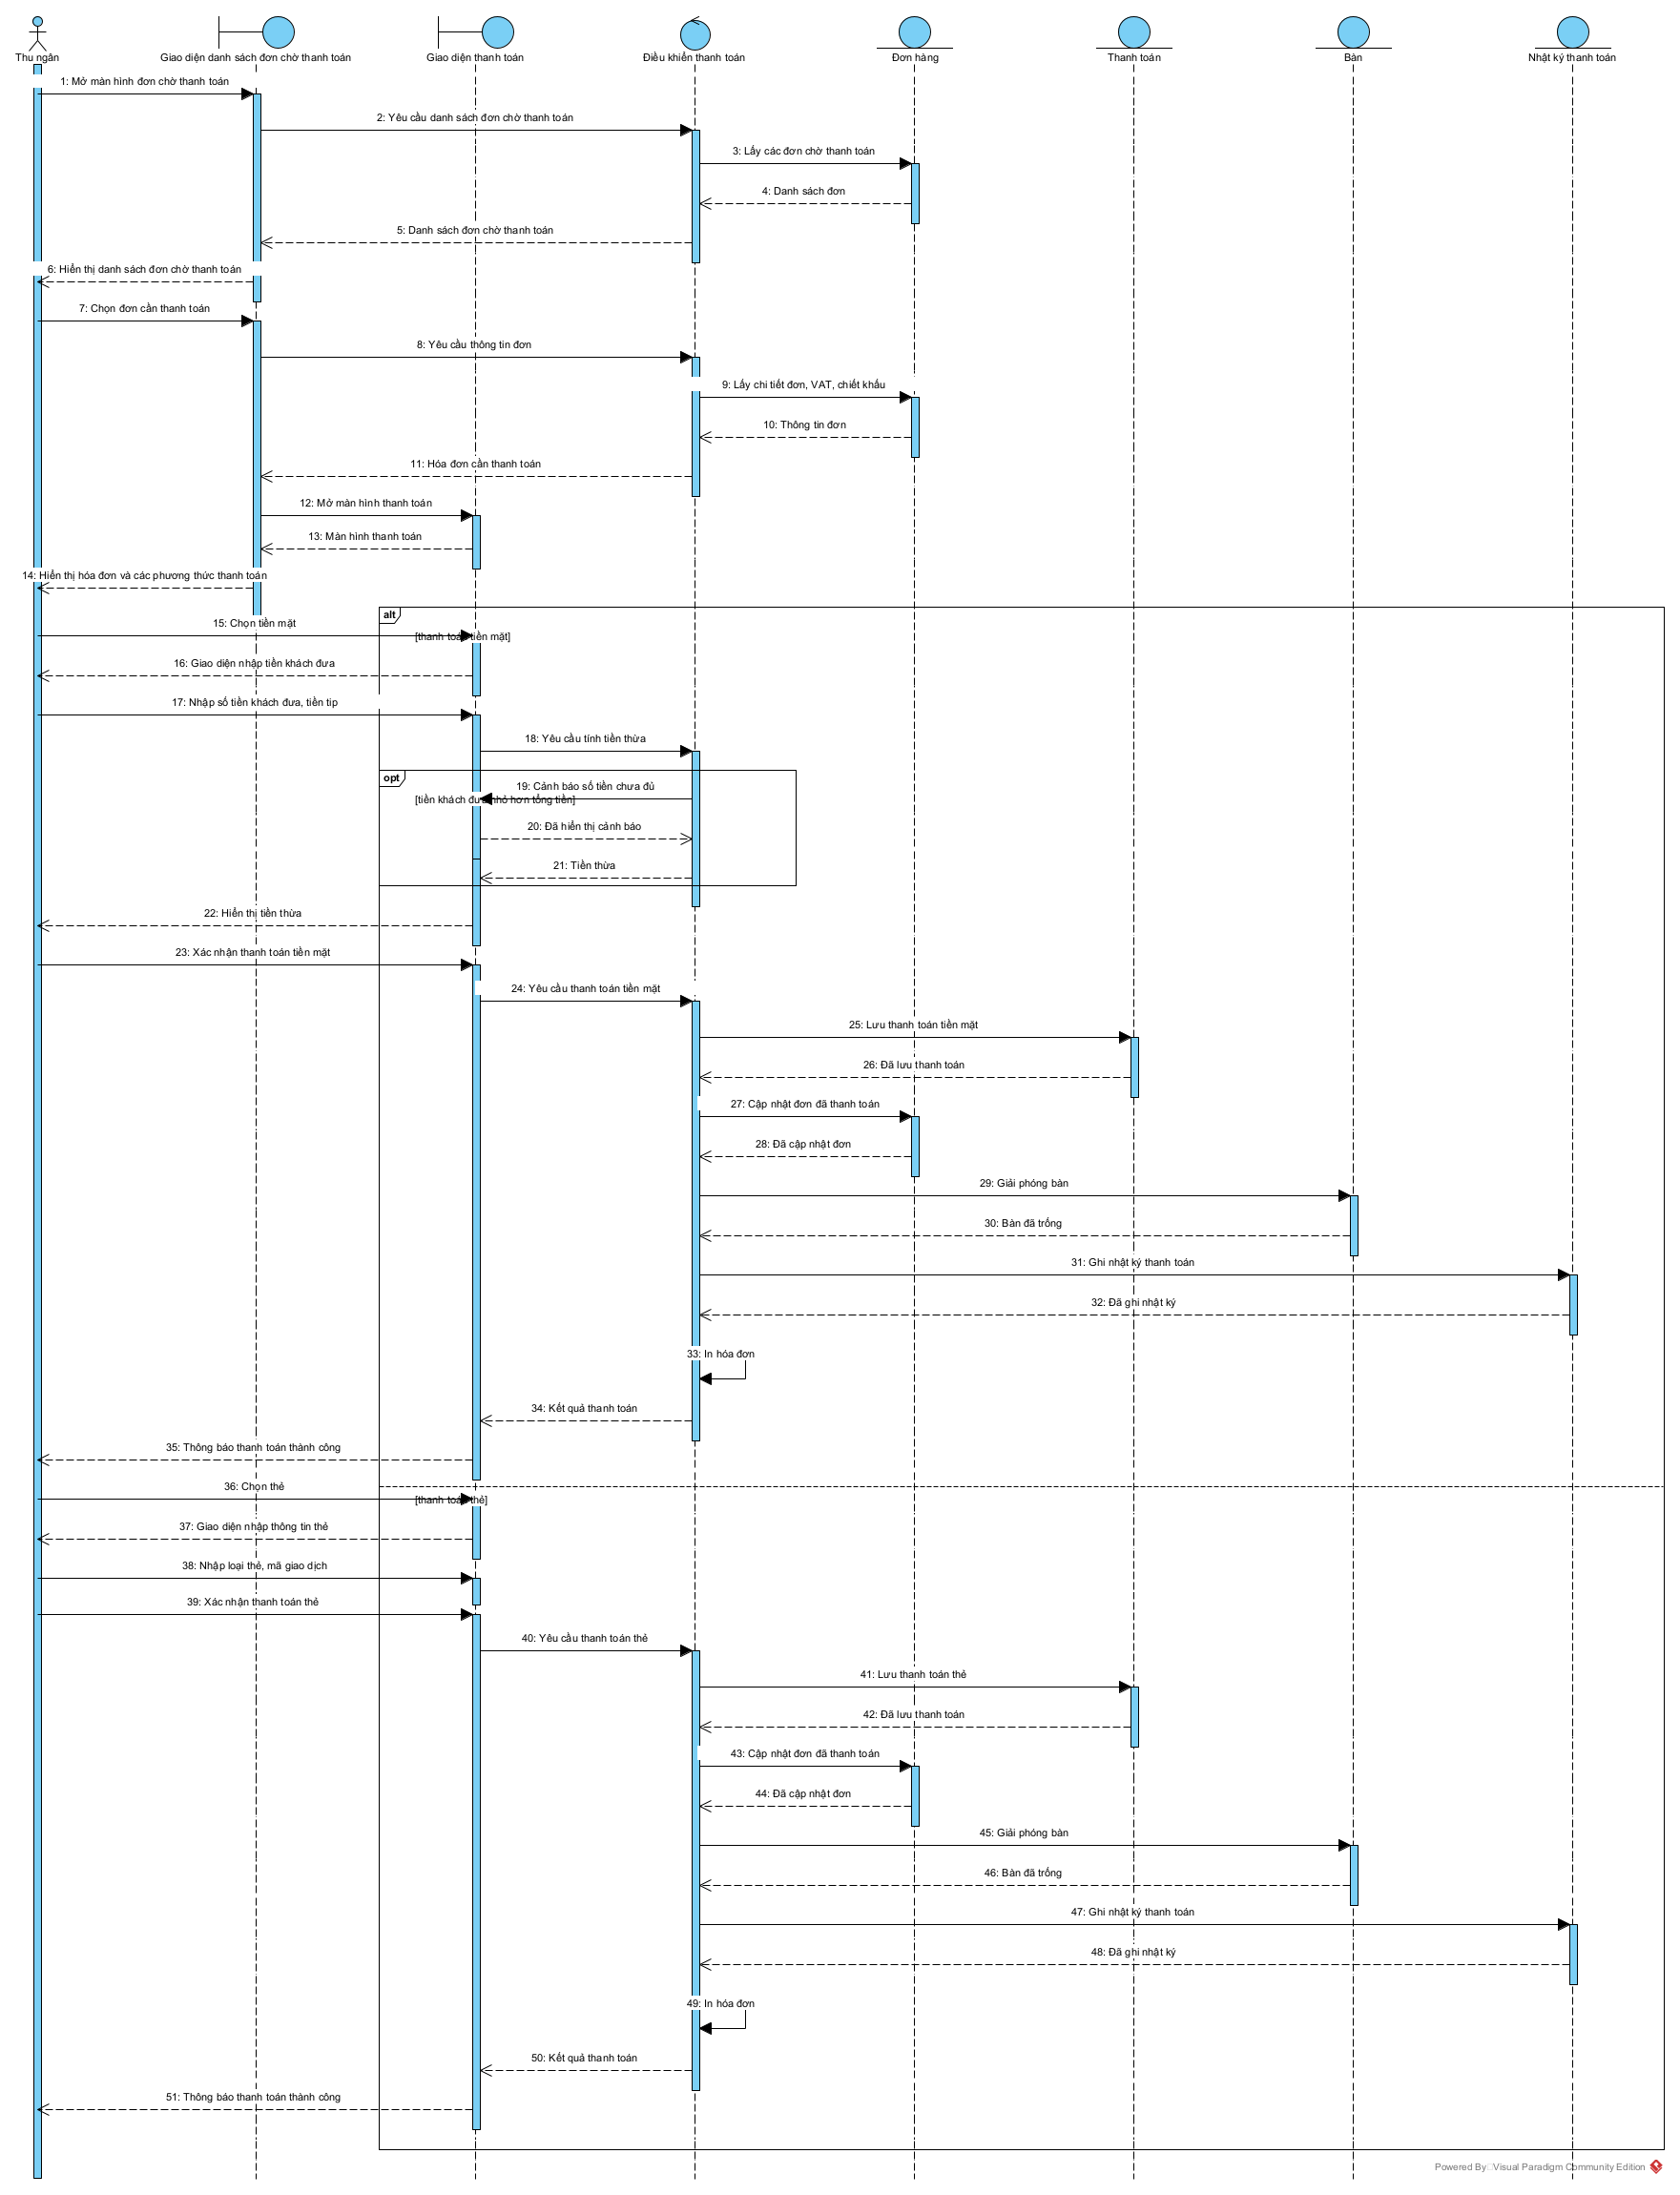 Thu ngân
Giao diện danh sách đơn chờ thanh toán
Giao diện thanh toán
Điều khiển thanh toán
Đơn hàng
Thanh toán
Bàn
Nhật ký thanh toán
1: Mở màn hình đơn chờ thanh toán
2: Yêu cầu danh sách đơn chờ thanh toán
3: Lấy các đơn chờ thanh toán
4: Danh sách đơn
5: Danh sách đơn chờ thanh toán
6: Hiển thị danh sách đơn chờ thanh toán
7: Chọn đơn cần thanh toán
8: Yêu cầu thông tin đơn
9: Lấy chi tiết đơn, VAT, chiết khấu
10: Thông tin đơn
11: Hóa đơn cần thanh toán
12: Mở màn hình thanh toán
13: Màn hình thanh toán
14: Hiển thị hóa đơn và các phương thức thanh toán
alt
15: Chọn tiền mặt
[thanh toán tiền mặt]
16: Giao diện nhập tiền khách đưa
17: Nhập số tiền khách đưa, tiền tip
18: Yêu cầu tính tiền thừa
opt
19: Cảnh báo số tiền chưa đủ
[tiền khách đưa nhỏ hơn tổng tiền]
20: Đã hiển thị cảnh báo
21: Tiền thừa
22: Hiển thị tiền thừa
23: Xác nhận thanh toán tiền mặt
24: Yêu cầu thanh toán tiền mặt
25: Lưu thanh toán tiền mặt
26: Đã lưu thanh toán
27: Cập nhật đơn đã thanh toán
28: Đã cập nhật đơn
29: Giải phóng bàn
30: Bàn đã trống
31: Ghi nhật ký thanh toán
32: Đã ghi nhật ký
33: In hóa đơn
34: Kết quả thanh toán
35: Thông báo thanh toán thành công
36: Chọn thẻ
[thanh toán thẻ]
37: Giao diện nhập thông tin thẻ
38: Nhập loại thẻ, mã giao dịch
39: Xác nhận thanh toán thẻ
40: Yêu cầu thanh toán thẻ
41: Lưu thanh toán thẻ
42: Đã lưu thanh toán
43: Cập nhật đơn đã thanh toán
44: Đã cập nhật đơn
45: Giải phóng bàn
46: Bàn đã trống
47: Ghi nhật ký thanh toán
48: Đã ghi nhật ký
49: In hóa đơn
50: Kết quả thanh toán
51: Thông báo thanh toán thành công
Powered By Visual Paradigm Community Edition